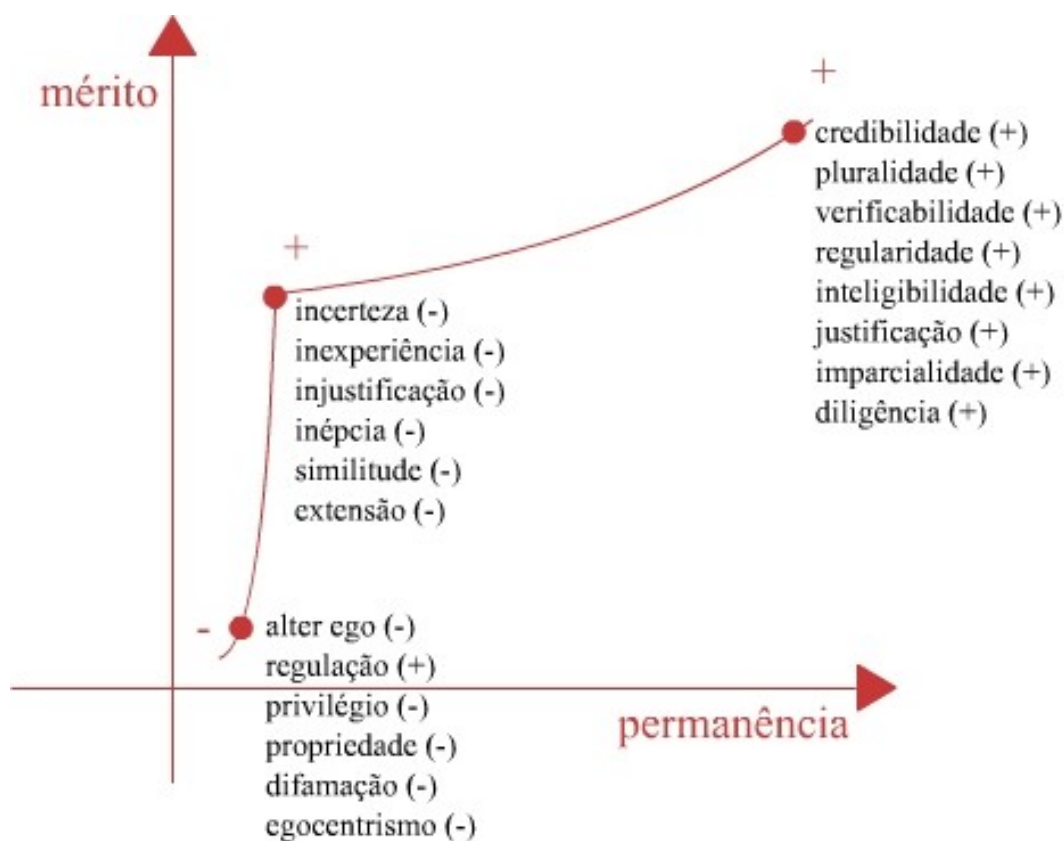 mérito
+
credibilidade (+)
pluralidade (+)
verificabilidade (+)
regularidade (+)
inteligibilidade (+)
justificação (+)
imparcialidade (+)
diligência (+)
+
incerteza (-)
inexperiência (-)
injustificação (-)
inépcia (-)
similitude (-)
extensão (-)
-
alter ego (-)
regulação (+)
privilégio (-)
propriedade (-)
difamação (-)
egocentrismo (-)
permanência